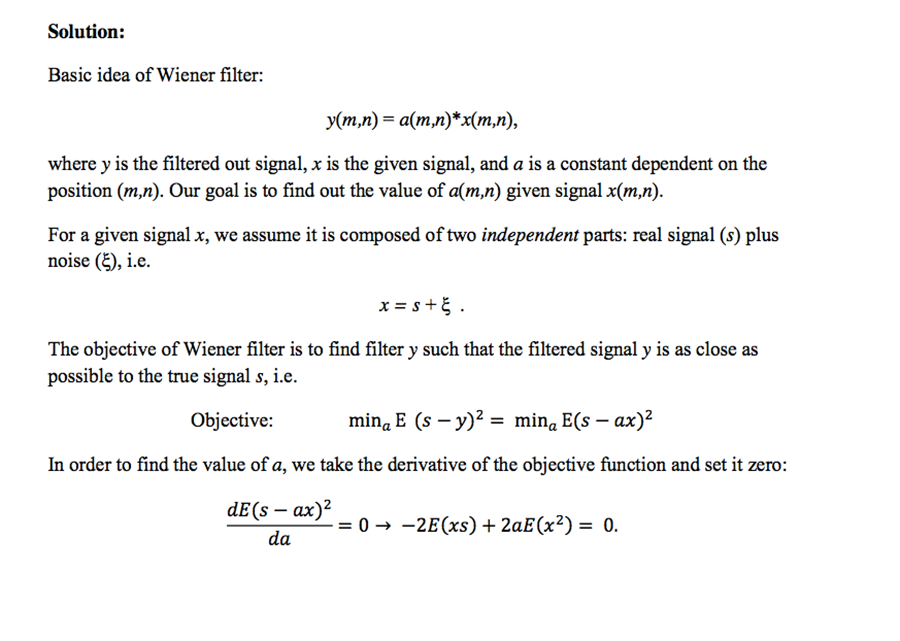 Solution:
Basic idea of Wiener filter:
y(m,n) = a(m,n)*x(m,n),
where y is the filtered out signal, x is the given signal, and a is a constant dependent on the
position (m,n). Our goal is to find out the value of a(m,n) given signal x(m,n).
For a given signal x, we assume it is composed of two independent parts: real signal (s) plus
noise (ξ), i.e.
x = s + ξ .
The objective of Wiener filter is to find filter y such that the filtered signal y is as close as
possible to the true signal s, i.e.
Objective: minₐ E (s − y)² = minₐ E(s − ax)²
In order to find the value of a, we take the derivative of the objective function and set it zero:
dE(s − ax)²
da
= 0 → −2E(xs) + 2aE(x²) = 0.